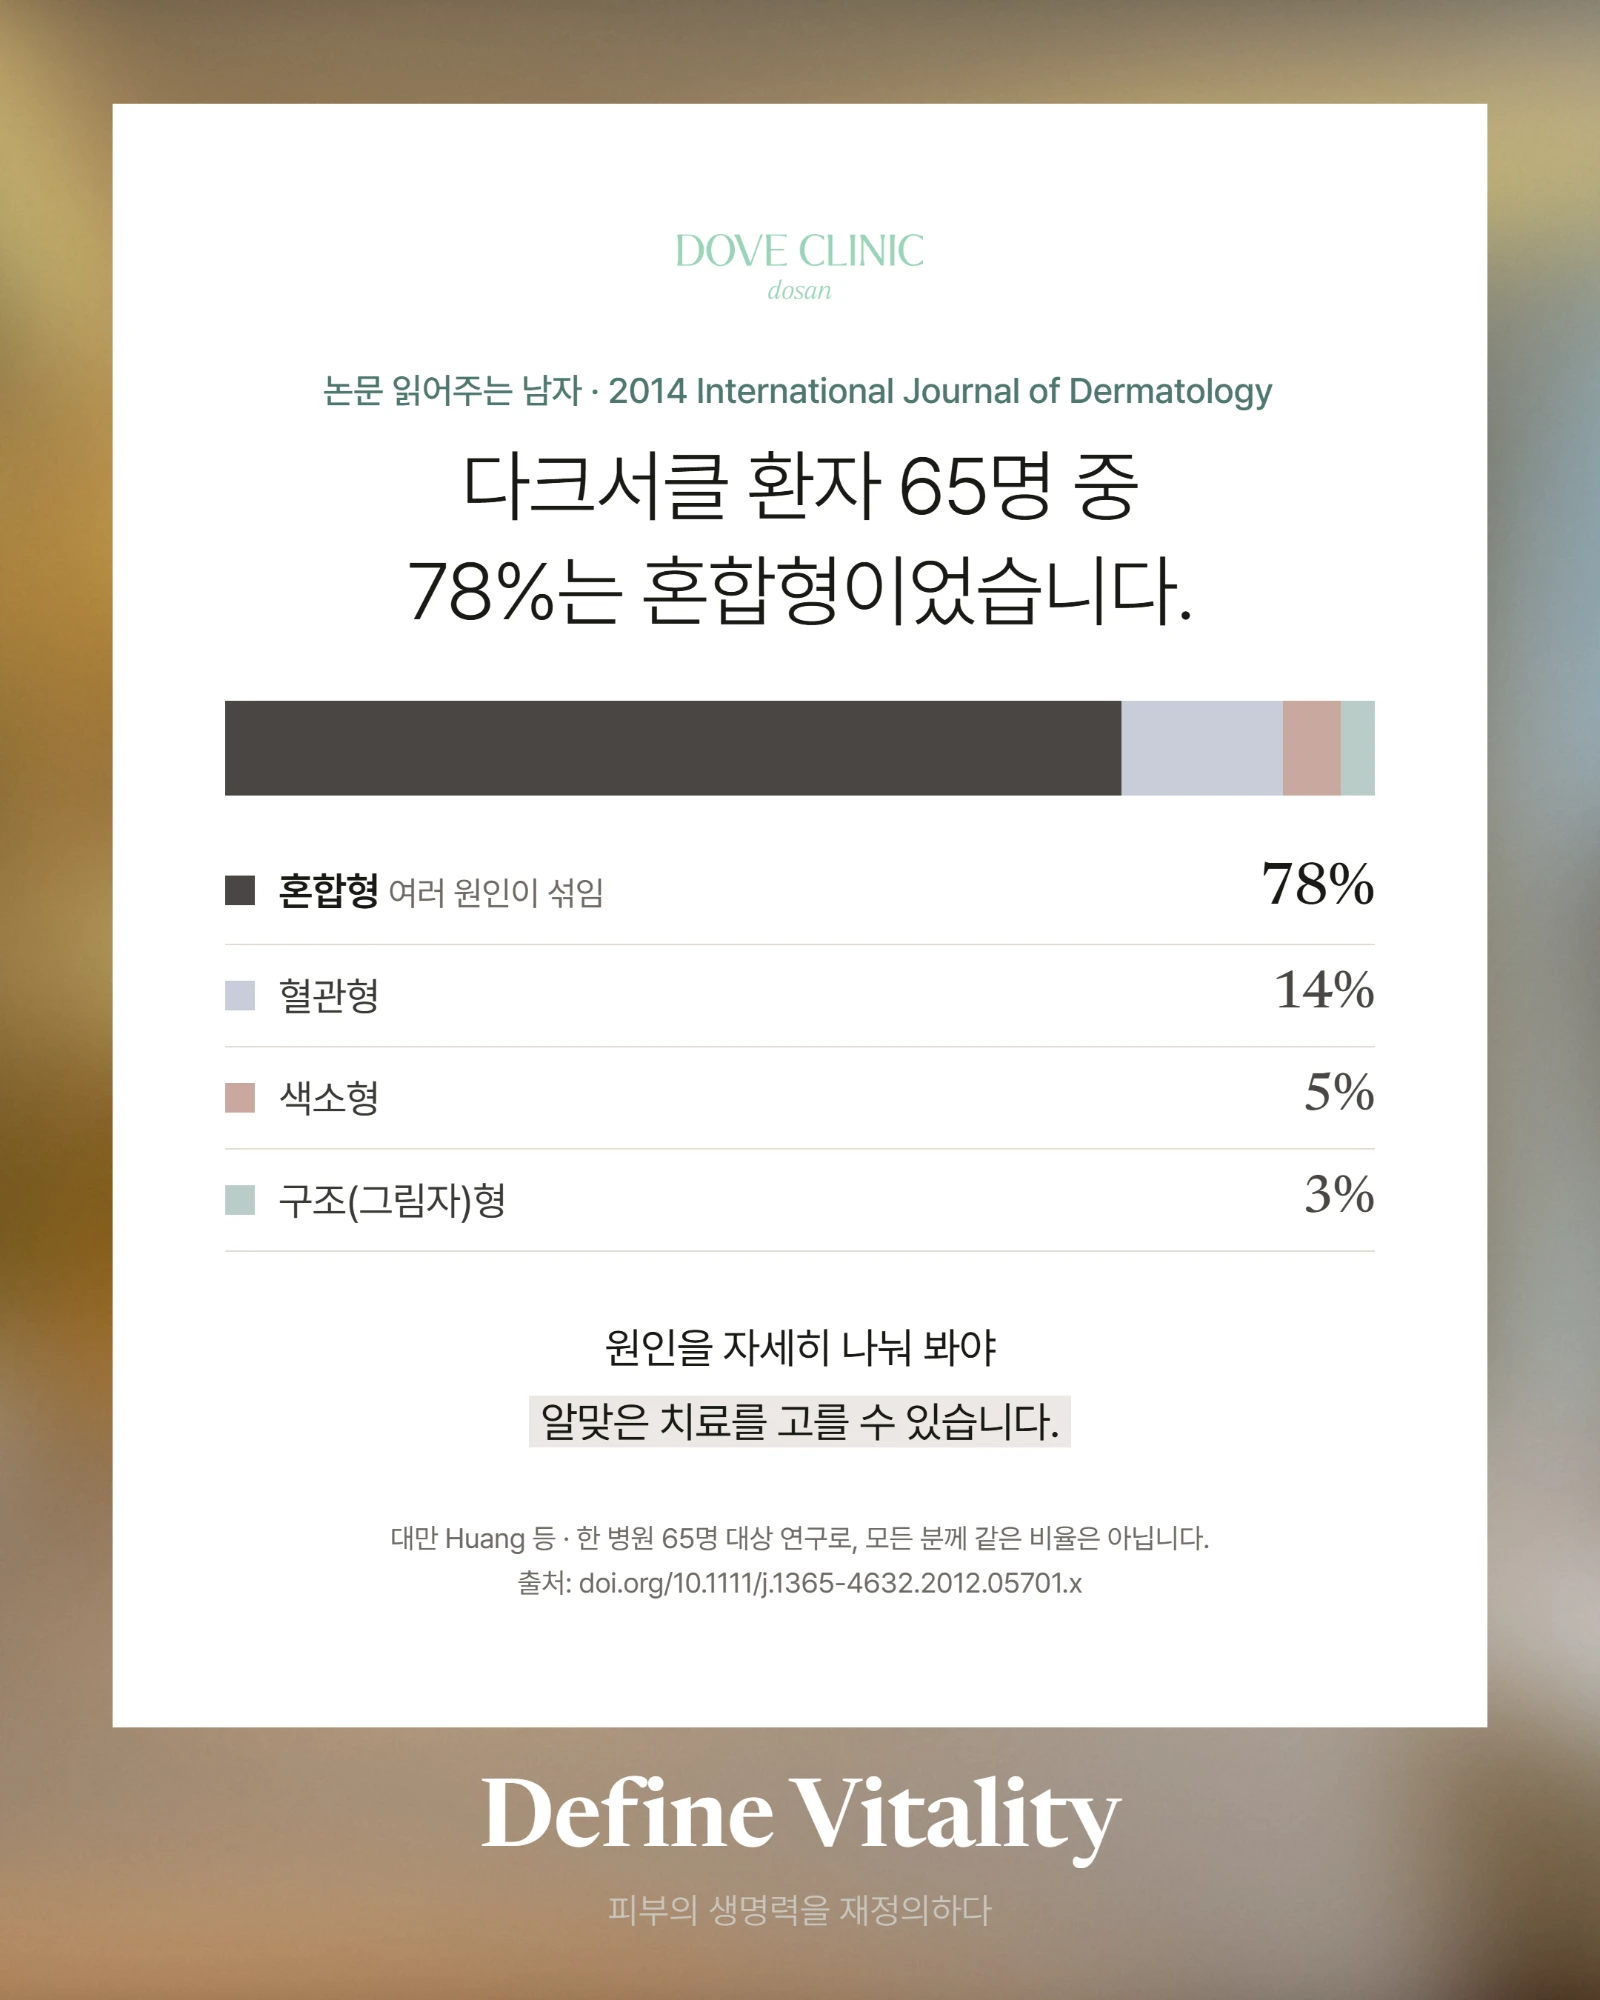 DOVE CLINIC
dosan
논문 읽어주는 남자 · 2014 International Journal of Dermatology
다크서클 환자 65명 중
78%는 혼합형이었습니다.
혼합형 여러 원인이 섞임 78%
혈관형 14%
색소형 5%
구조(그림자)형 3%
원인을 자세히 나눠 봐야
알맞은 치료를 고를 수 있습니다.
대만 Huang 등 · 한 병원 65명 대상 연구로, 모든 분께 같은 비율은 아닙니다.
출처: doi.org/10.1111/j.1365-4632.2012.05701.x
Define Vitality
피부의 생명력을 재정의하다